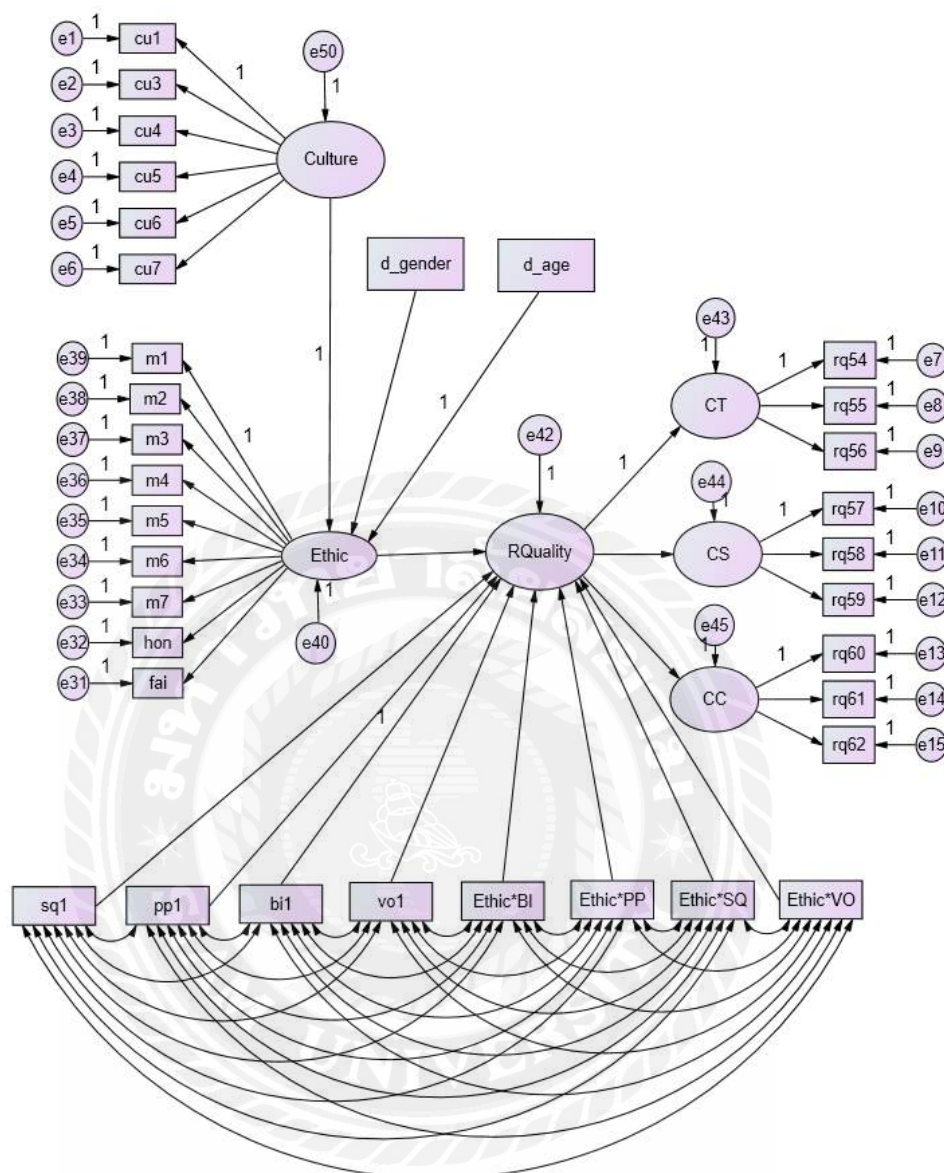 e1 1 cu1
e2 1 cu3
e3 1 cu4
e4 1 cu5
e5 1 cu6
e6 1 cu7
1
e50
1
Culture
1
d_gender
d_age
e39 1 m1
e38 1 m2
e37 1 m3
e36 1 m4
e35 1 m5
e34 1 m6
e33 1 m7
e32 1 hon
e31 1 fai
1
Ethic
1
e40
1
e42
1
RQuality
1
1
e43
1
CT
1
rq54 1 e7
rq55 1 e8
rq56 1 e9
e44
1
CS
1
rq57 1 e10
rq58 1 e11
rq59 1 e12
e45
1
CC
1
rq60 1 e13
rq61 1 e14
rq62 1 e15
sq1
pp1
bi1
vo1
Ethic*BI
Ethic*PP
Ethic*SQ
Ethic*VO
UNIVERSITY